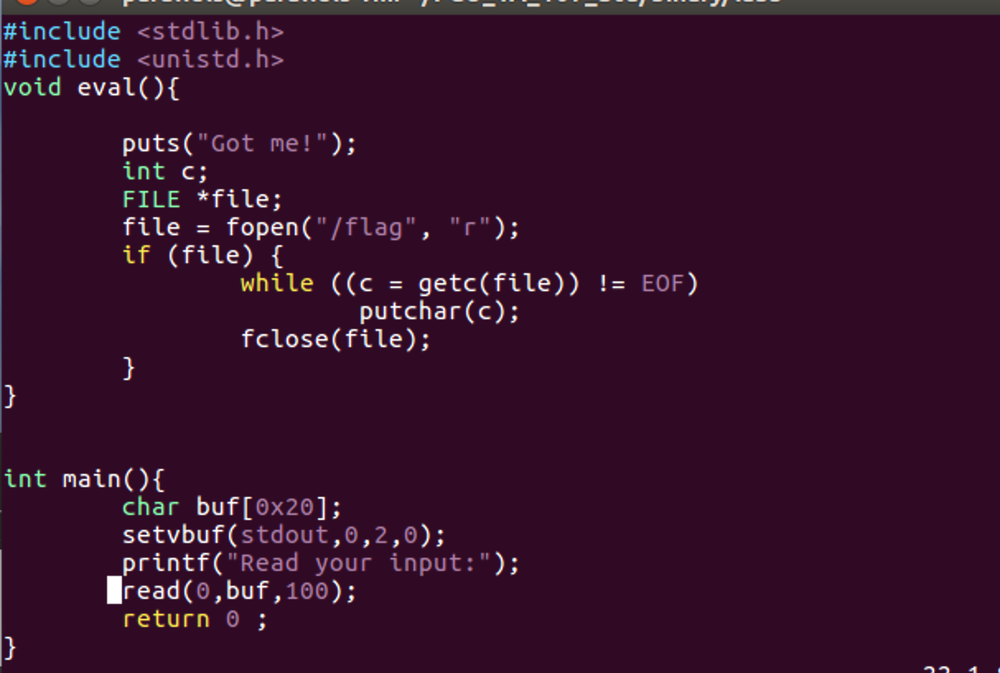 #include <stdlib.h>
#include <unistd.h>
void eval(){
puts("Got me!");
int c;
FILE *file;
file = fopen("/flag", "r");
if (file) {
while ((c = getc(file)) != EOF)
putchar(c);
fclose(file);
}
}
int main(){
char buf[0x20];
setvbuf(stdout,0,2,0);
printf("Read your input:");
read(0,buf,100);
return 0 ;
}